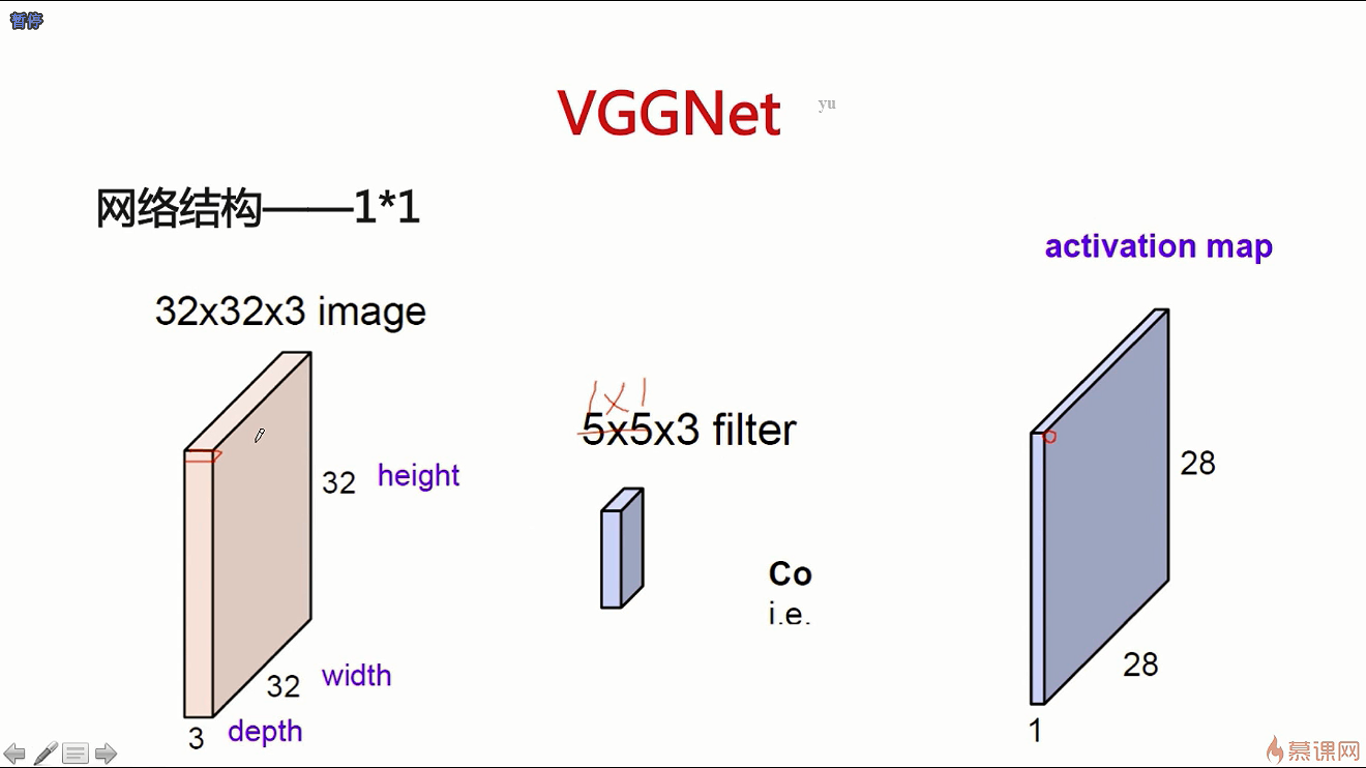 暂停
VGGNet
yu
网络结构——1*1
activation map
32x32x3 image
1x1
5x5x3 filter
32 height
28
Co
i.e.
32 width
28
3 depth
1
慕课网